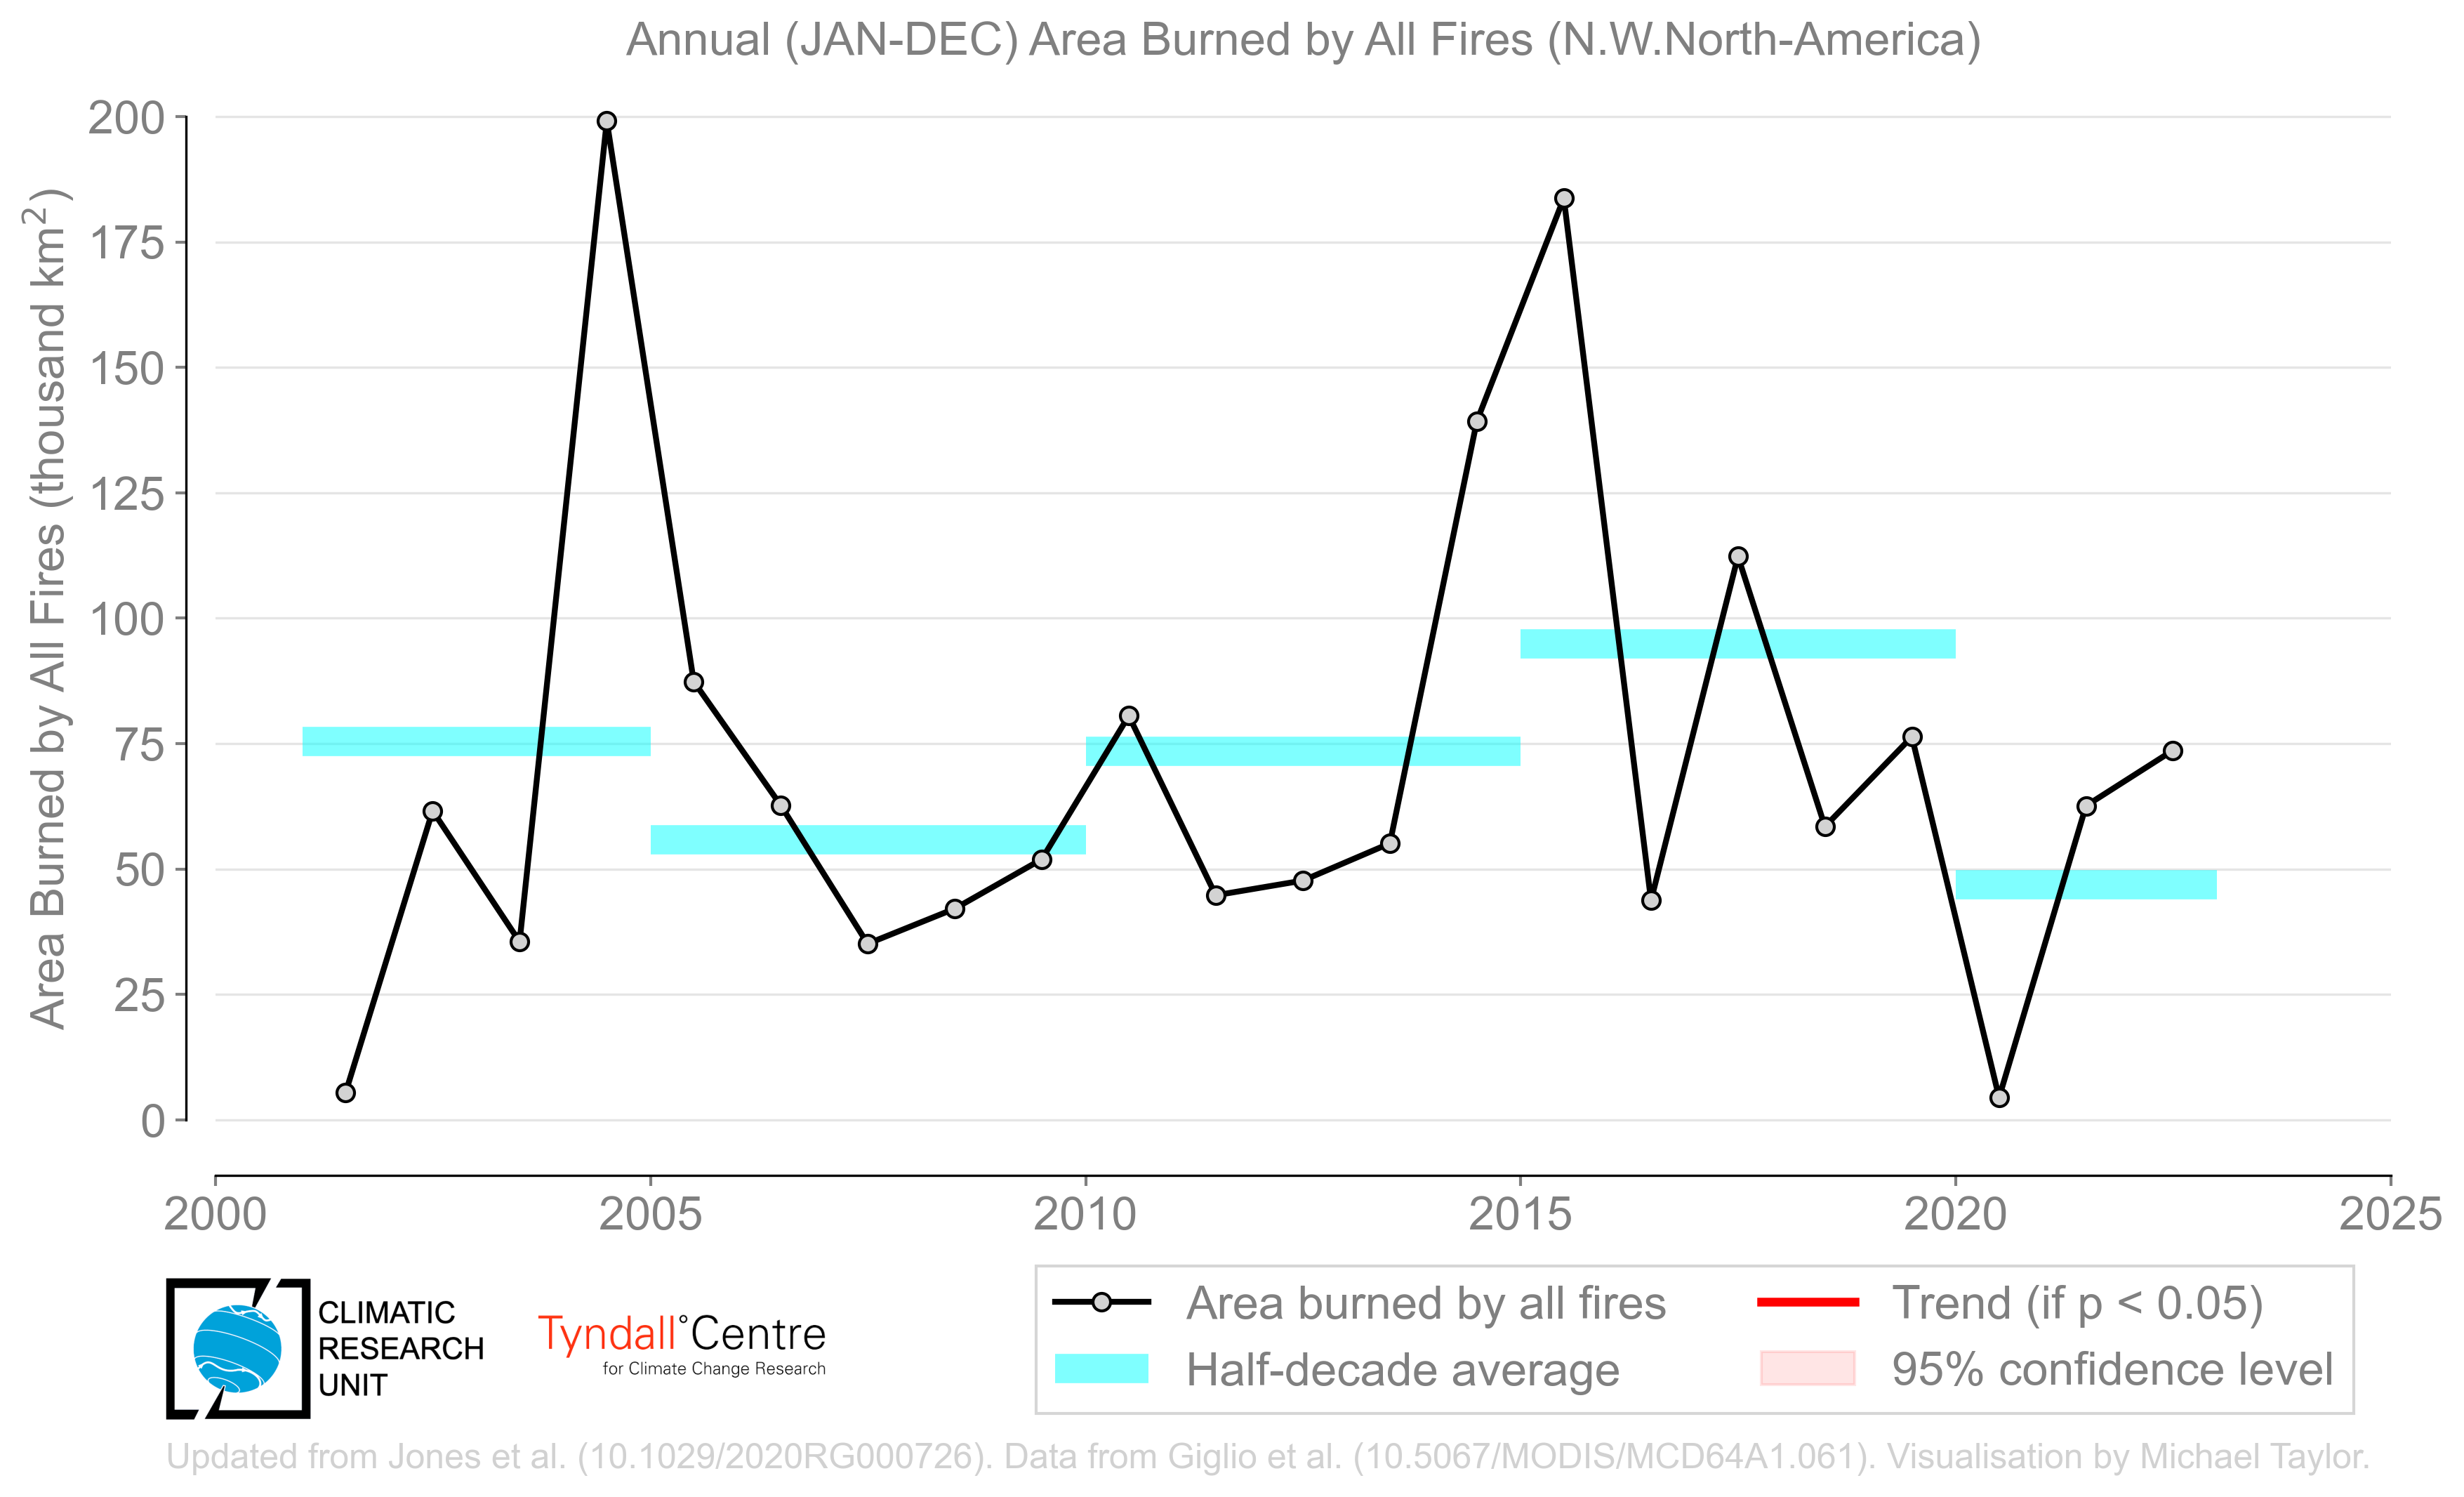 Annual (JAN-DEC) Area Burned by All Fires (N.W.North-America)
Area Burned by All Fires (thousand km²)
200
175
150
125
100
75
50
25
0
2000 2005 2010 2015 2020 2025
CLIMATIC
RESEARCH
UNIT
Tyndall°Centre
for Climate Change Research
Area burned by all fires
Half-decade average
Trend (if p < 0.05)
95% confidence level
Updated from Jones et al. (10.1029/2020RG000726). Data from Giglio et al. (10.5067/MODIS/MCD64A1.061). Visualisation by Michael Taylor.